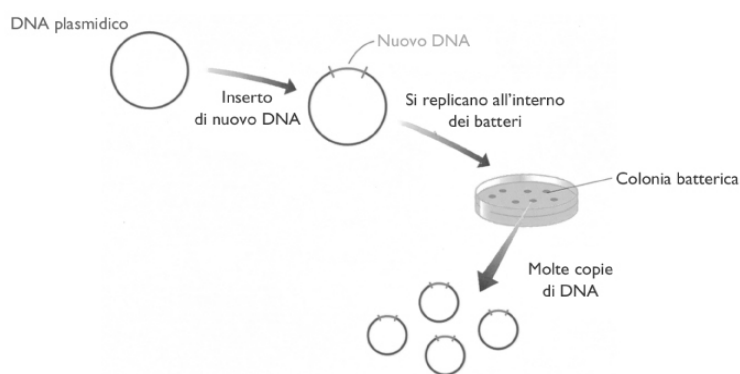 DNA plasmidico
Nuovo DNA
Inserto
di nuovo DNA
Si replicano all'interno
dei batteri
Colonia batterica
Molte copie
di DNA